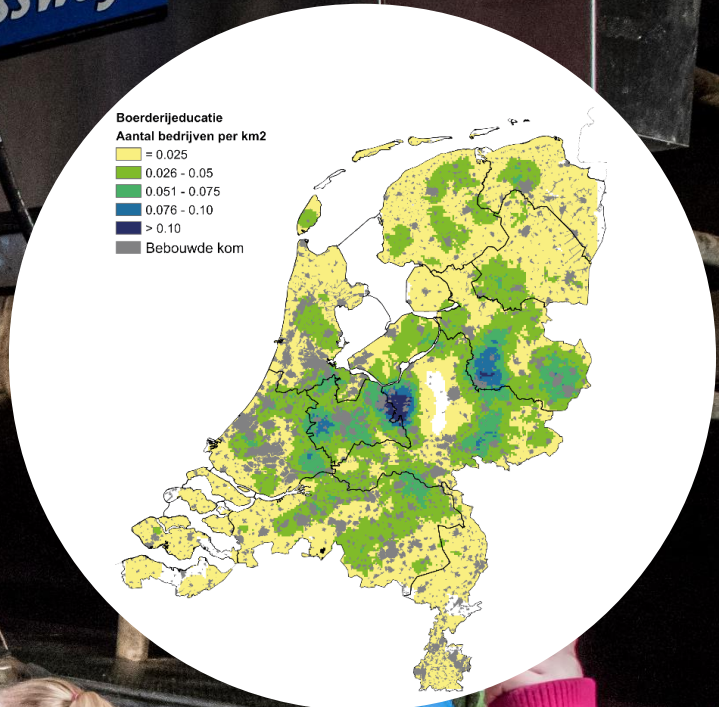 Boerderijeducatie
Aantal bedrijven per km2
= 0.025
0.026 - 0.05
0.051 - 0.075
0.076 - 0.10
> 0.10
Bebouwde kom